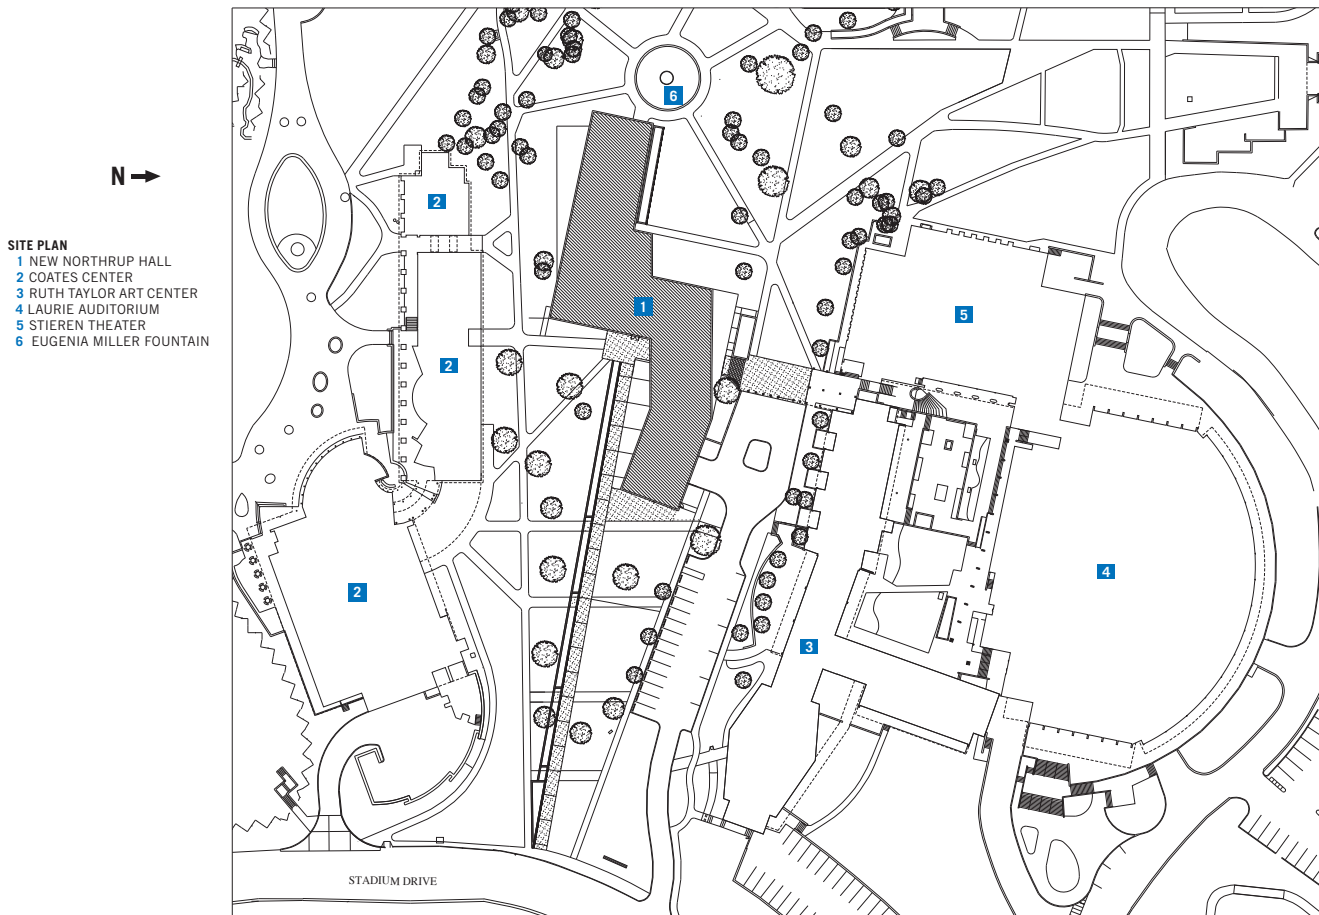 N
SITE PLAN
1 NEW NORTHRUP HALL
2 COATES CENTER
3 RUTH TAYLOR ART CENTER
4 LAURIE AUDITORIUM
5 STIEREN THEATER
6 EUGENIA MILLER FOUNTAIN
6
2
1
5
2
2
4
3
STADIUM DRIVE